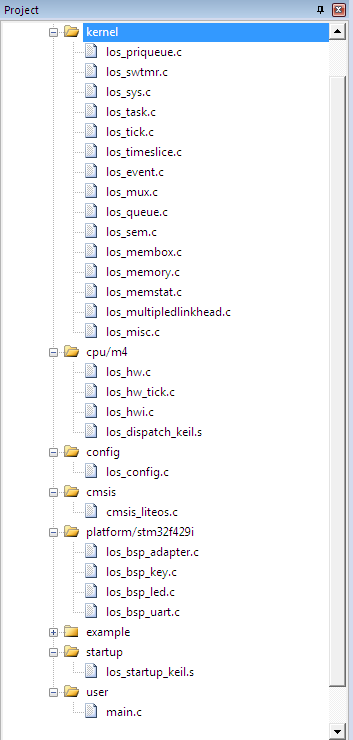 Project
kernel
los_priqueue.c
los_swtmr.c
los_sys.c
los_task.c
los_tick.c
los_timeslice.c
los_event.c
los_mux.c
los_queue.c
los_sem.c
los_membox.c
los_memory.c
los_memstat.c
los_multipledlinkhead.c
los_misc.c
cpu/m4
los_hw.c
los_hw_tick.c
los_hwi.c
los_dispatch_keil.s
config
los_config.c
cmsis
cmsis_liteos.c
platform/stm32f429i
los_bsp_adapter.c
los_bsp_key.c
los_bsp_led.c
los_bsp_uart.c
example
startup
los_startup_keil.s
user
main.c